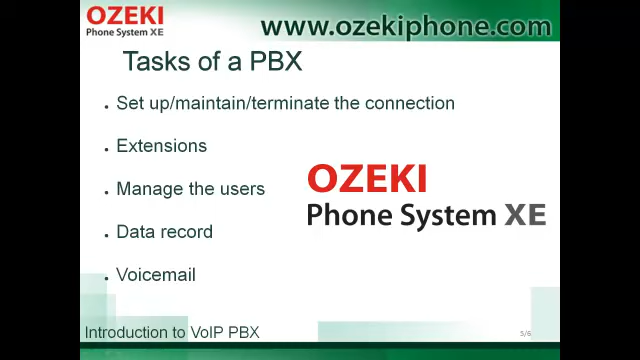 OZEKI
Phone System XE
www.ozekiphone.com
Tasks of a PBX
• Set up/maintain/terminate the connection
• Extensions
• Manage the users
• Data record
• Voicemail
OZEKI
Phone System XE
Introduction to VoIP PBX
5/6